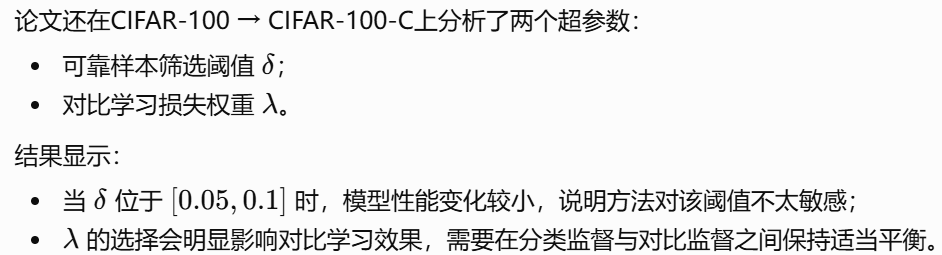 论文还在CIFAR-100 → CIFAR-100-C上分析了两个超参数：
• 可靠样本筛选阈值 δ；
• 对比学习损失权重 λ。
结果显示：
• 当 δ 位于 [0.05, 0.1] 时，模型性能变化较小，说明方法对该阈值不太敏感；
• λ 的选择会明显影响对比学习效果，需要在分类监督与对比监督之间保持适当平衡。